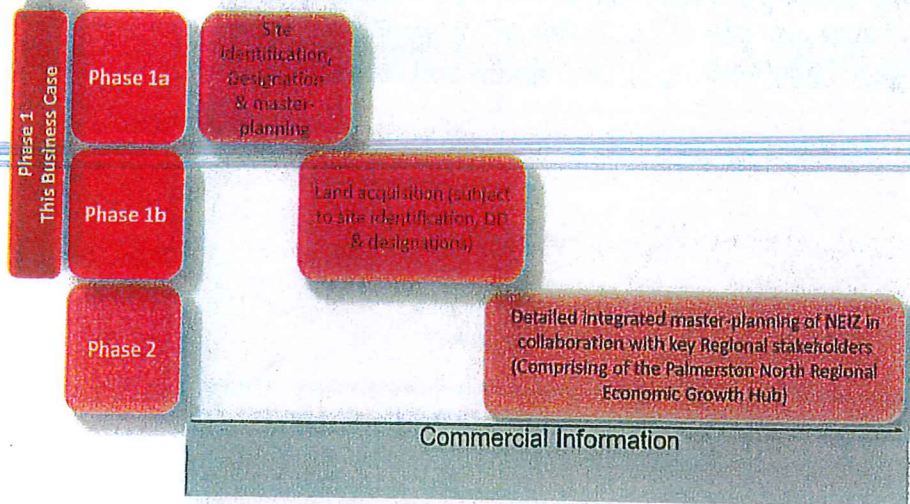 Phase 1
This Business Case
Phase 1a
Site
identification,
Designation
& master-
planning
Phase 1b
Land acquisition (subject
to site identification, DD
& designations)
Phase 2
Detailed integrated master-planning of NEIZ in
collaboration with key Regional stakeholders
(Comprising of the Palmerston North Regional
Economic Growth Hub)
Commercial Information